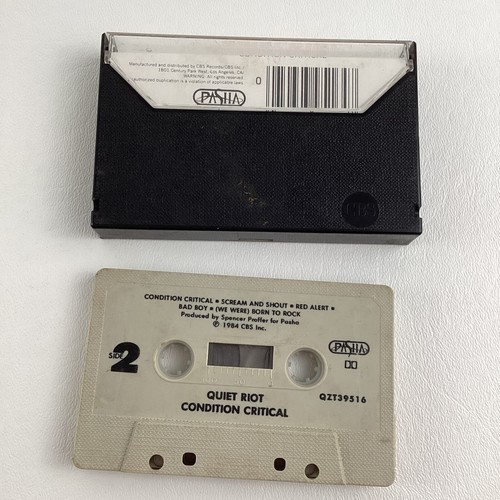 Manufactured and distributed by CBS Records/CBS Inc.
1801 Century Park West, Los Angeles, CA
WARNING: All rights reserved.
Unauthorized duplication is a violation of applicable laws.
0
PASHA
CBS
CONDITION CRITICAL ▪ SCREAM AND SHOUT ▪ RED ALERT ▪
BAD BOY ▪ (WE WERE) BORN TO ROCK
Produced by Spencer Proffer for Pasha
℗ 1984 CBS Inc.
SIDE 2
PASHA
QUIET RIOT
CONDITION CRITICAL
QZT39516